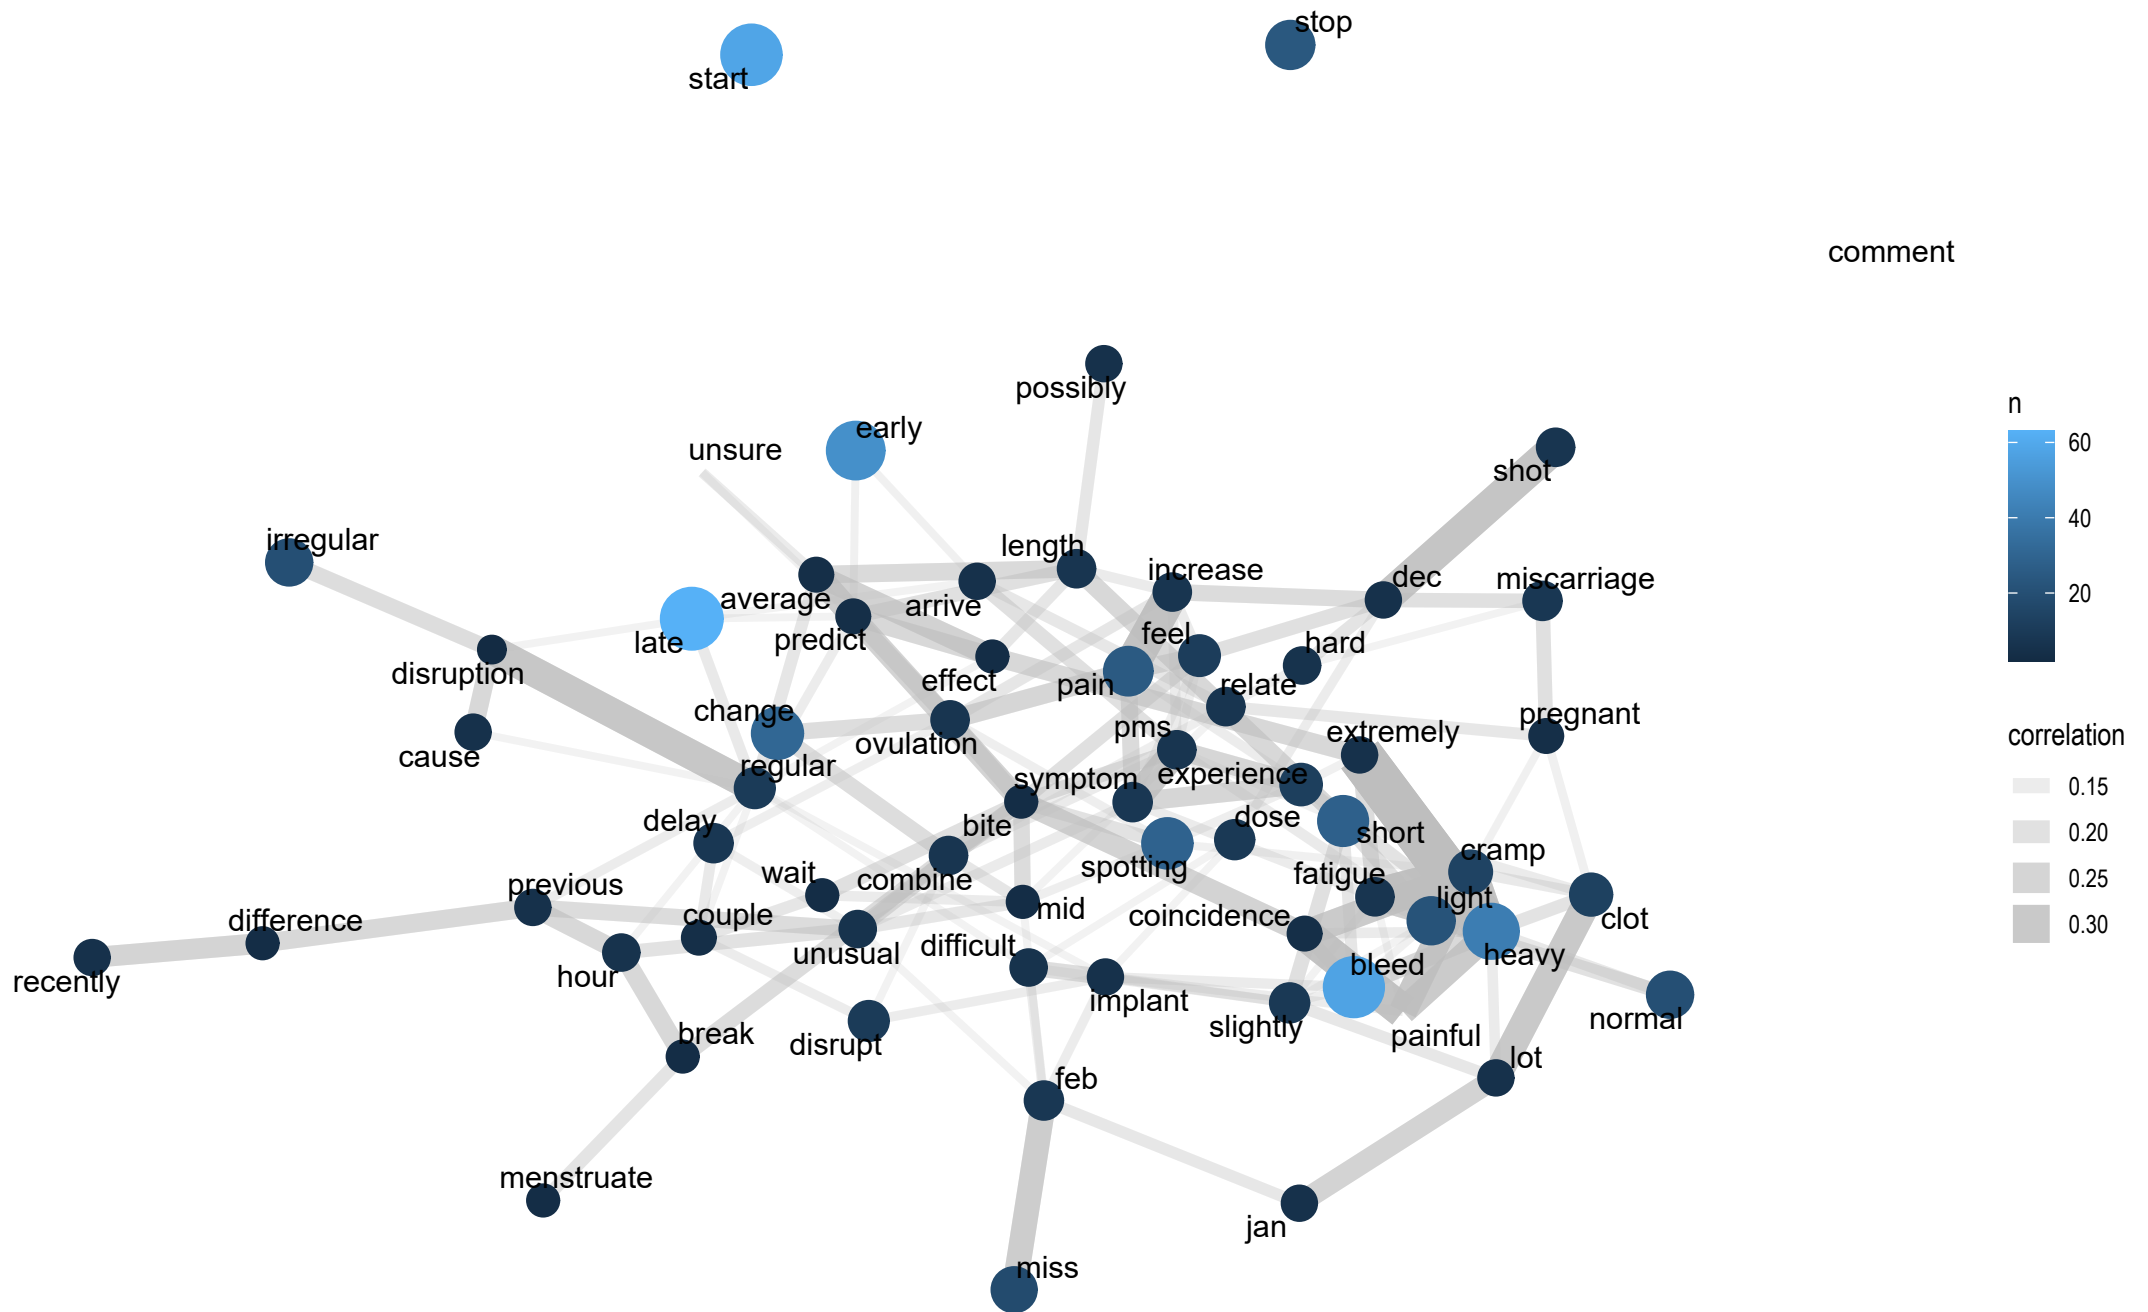 stop
start
comment
possibly
early
unsure
shot
irregular
length
increase
dec
miscarriage
average
arrive
late
predict
feel
hard
disruption
effect
pain
relate
change
pregnant
cause
ovulation
pms
extremely
regular
symptom
experience
delay
bite
dose
short
cramp
wait
combine
spotting
fatigue
previous
light
difference
couple
mid
coincidence
clot
recently
hour
unusual
difficult
bleed
heavy
implant
slightly
normal
break
disrupt
painful
lot
feb
menstruate
jan
miss
n
60
40
20
correlation
0.15
0.20
0.25
0.30